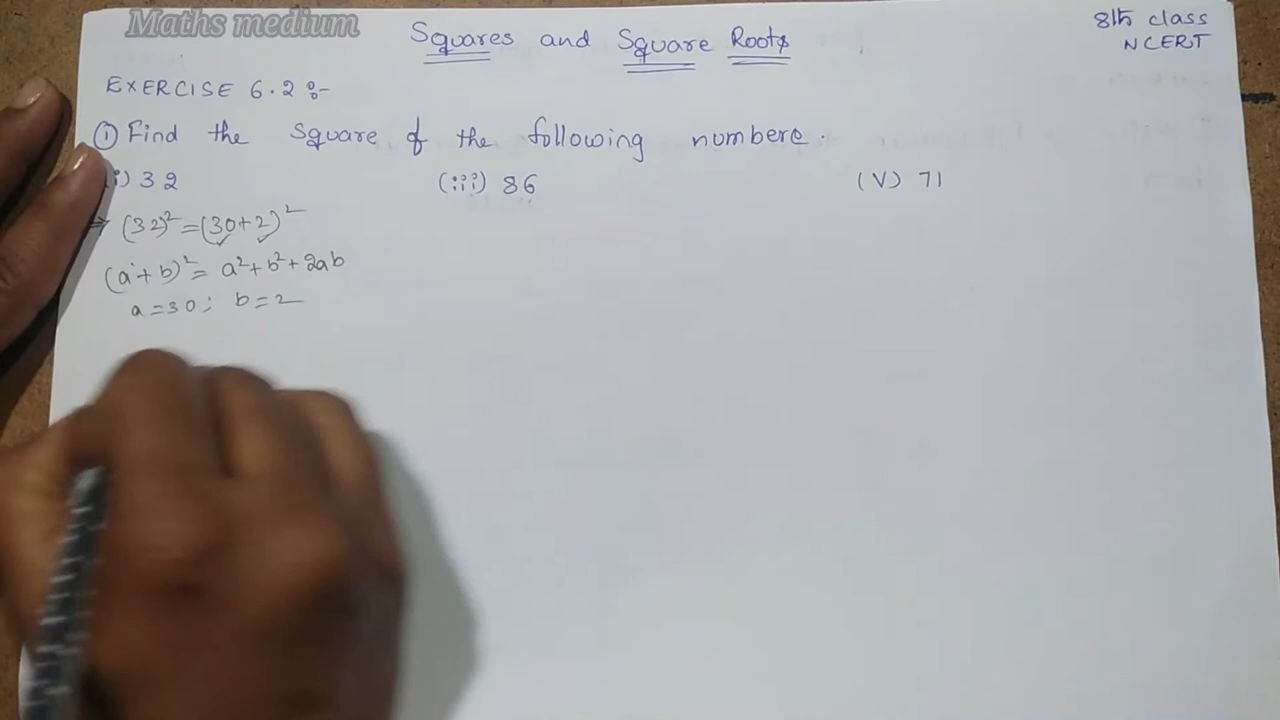 Maths medium
Squares and Square Roots
8th class
NCERT
EXERCISE 6.2 :-
① Find the Square of the following numbere.
i) 32 (iii) 86 (V) 71
⇒ (32)² = (30+2)²
(a+b)² = a²+b²+2ab
a=30; b=2